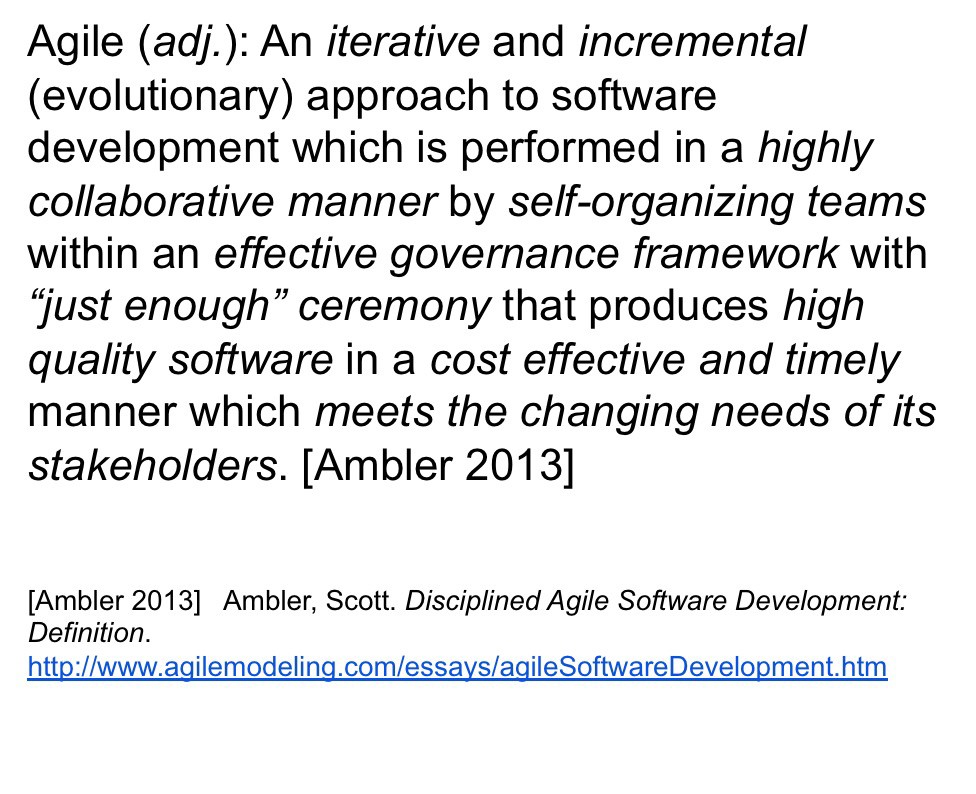 Agile (adj.): An iterative and incremental
(evolutionary) approach to software
development which is performed in a highly
collaborative manner by self-organizing teams
within an effective governance framework with
“just enough” ceremony that produces high
quality software in a cost effective and timely
manner which meets the changing needs of its
stakeholders. [Ambler 2013]
[Ambler 2013] Ambler, Scott. Disciplined Agile Software Development:
Definition.
http://www.agilemodeling.com/essays/agileSoftwareDevelopment.htm